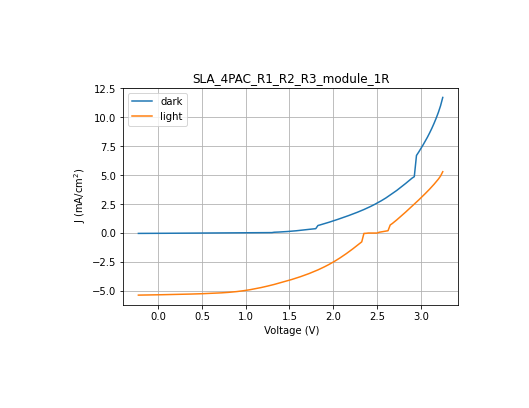 SLA_4PAC_R1_R2_R3_module_1R
12.5
10.0
7.5
5.0
2.5
0.0
−2.5
−5.0
J (mA/cm²)
dark
light
0.0 0.5 1.0 1.5 2.0 2.5 3.0
Voltage (V)